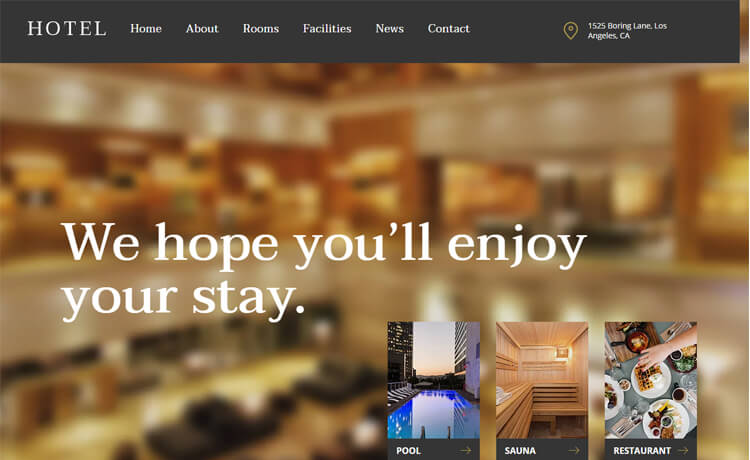 HOTEL Home About Rooms Facilities News Contact
1525 Boring Lane, Los
Angeles, CA
We hope you’ll enjoy
your stay.
POOL
SAUNA
RESTAURANT